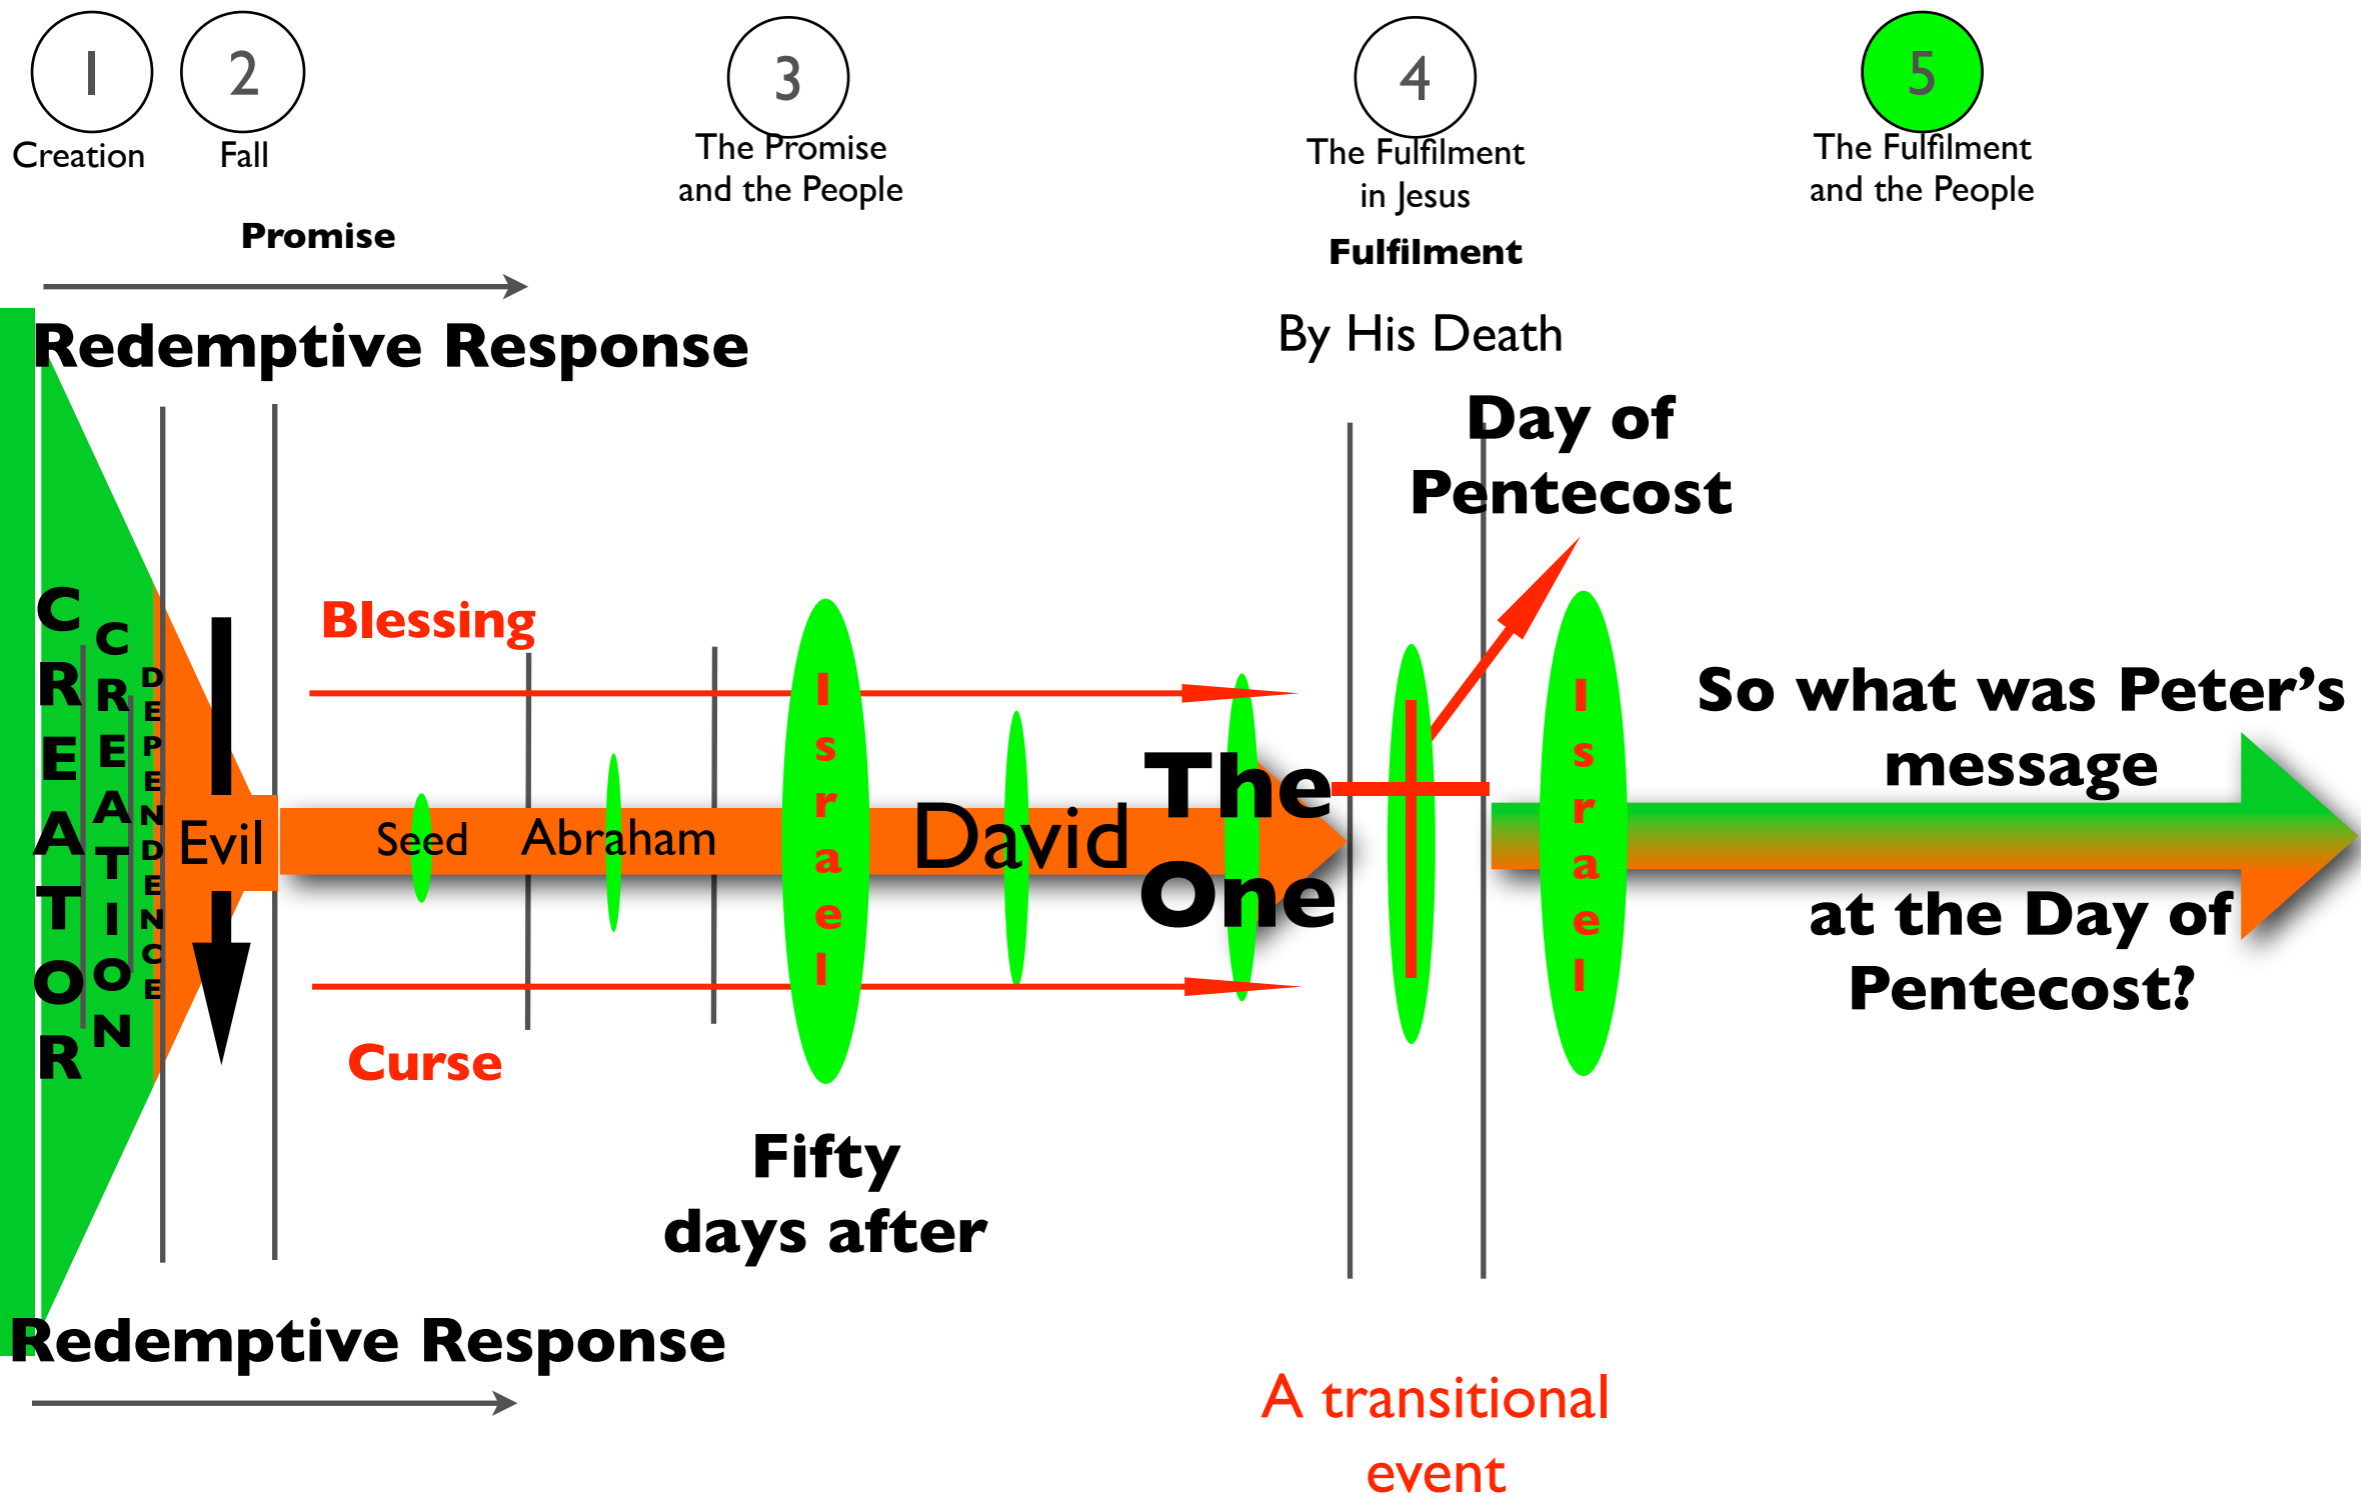 1
2
3
4
5
Creation
Fall
The Promise
and the People
The Fulfilment
in Jesus
The Fulfilment
and the People
Promise
Fulfilment
Redemptive Response
By His Death
Day of
Pentecost
CREATOR
CREATION
DEPENDENCE
Evil
Blessing
Seed
Abraham
Israel
David
The
One
Israel
So what was Peter’s
message
at the Day of
Pentecost?
Curse
Fifty
days after
Redemptive Response
A transitional
event